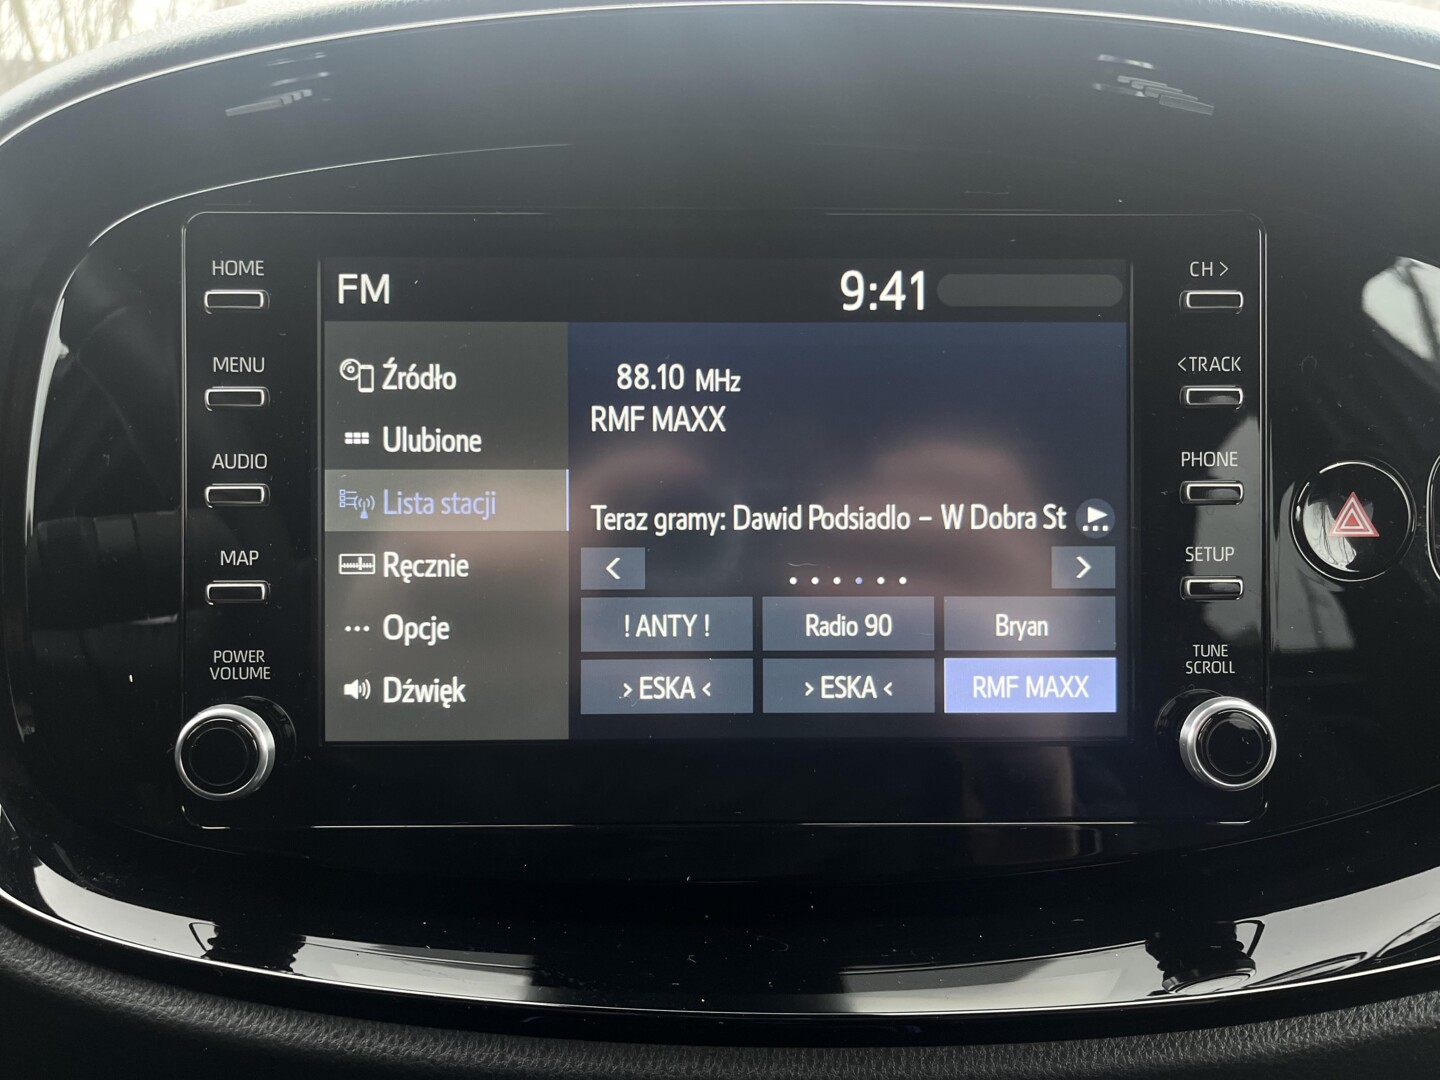 HOME
MENU
AUDIO
MAP
POWER
VOLUME
FM
9:41
Źródło
Ulubione
Lista stacji
Ręcznie
Opcje
Dźwięk
88.10 MHz
RMF MAXX
Teraz gramy: Dawid Podsiadlo – W Dobra St
<
>
! ANTY !
Radio 90
Bryan
> ESKA <
> ESKA <
RMF MAXX
CH >
< TRACK
PHONE
SETUP
TUNE
SCROLL